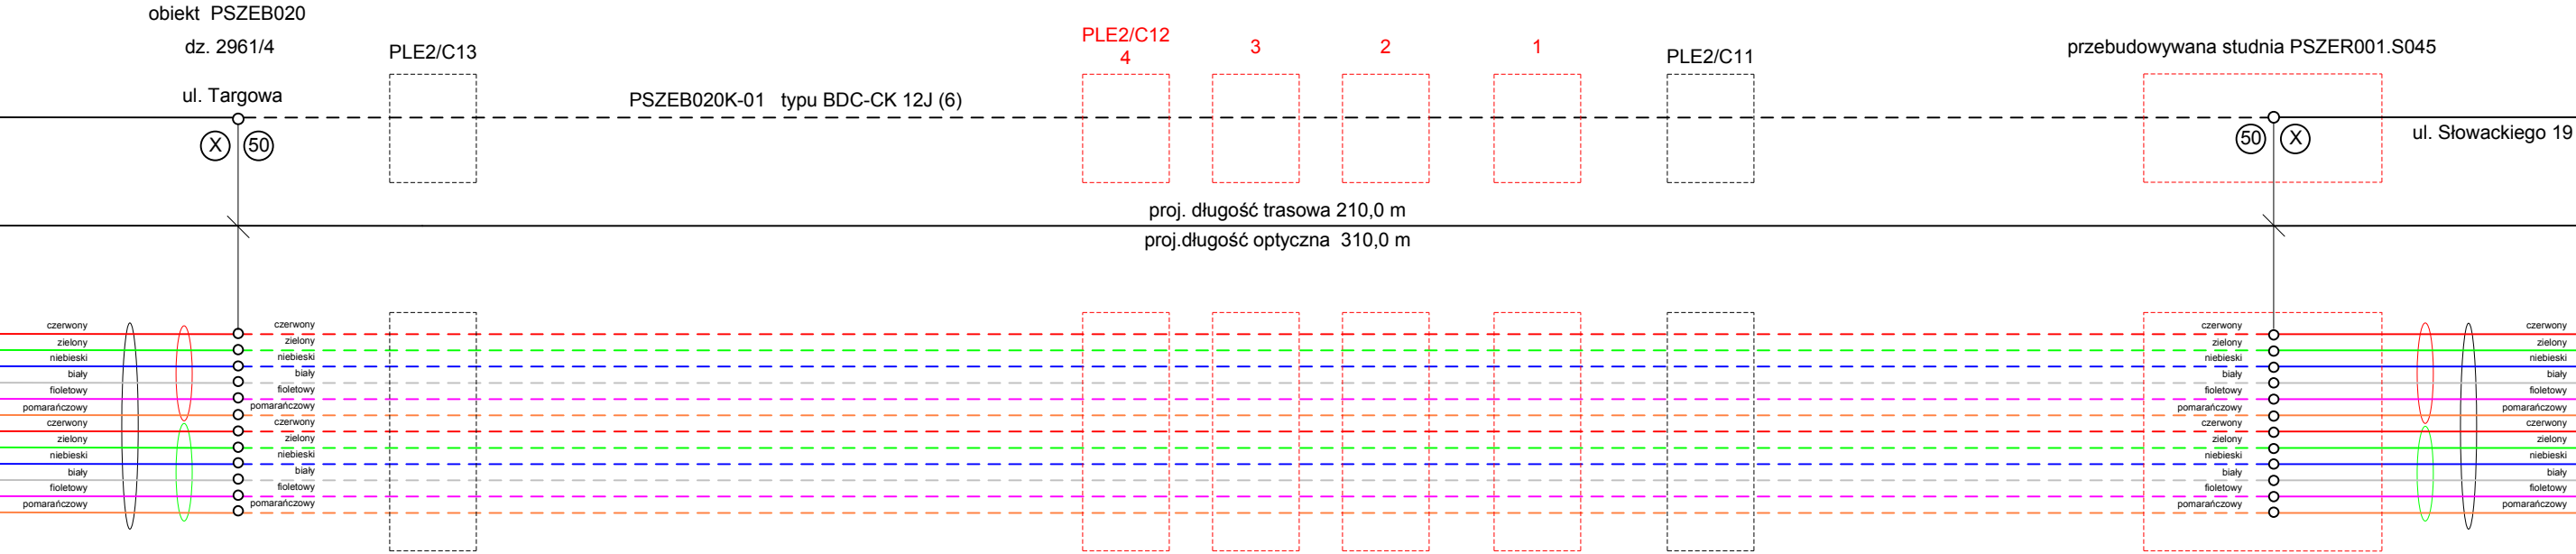 obiekt PSZEB020
dz. 2961/4
ul. Targowa
PLE2/C13
PSZEB020K-01 typu BDC-CK 12J (6)
PLE2/C12
4
3
2
1
PLE2/C11
przebudowywana studnia PSZER001.S045
ul. Słowackiego 19
X 50
50 X
proj. długość trasowa 210,0 m
proj.długość optyczna 310,0 m
czerwony czerwony czerwony czerwony
zielony zielony zielony zielony
niebieski niebieski niebieski niebieski
biały biały biały biały
fioletowy fioletowy fioletowy fioletowy
pomarańczowy pomarańczowy pomarańczowy pomarańczowy
czerwony czerwony czerwony czerwony
zielony zielony zielony zielony
niebieski niebieski niebieski niebieski
biały biały biały biały
fioletowy fioletowy fioletowy fioletowy
pomarańczowy pomarańczowy pomarańczowy pomarańczowy